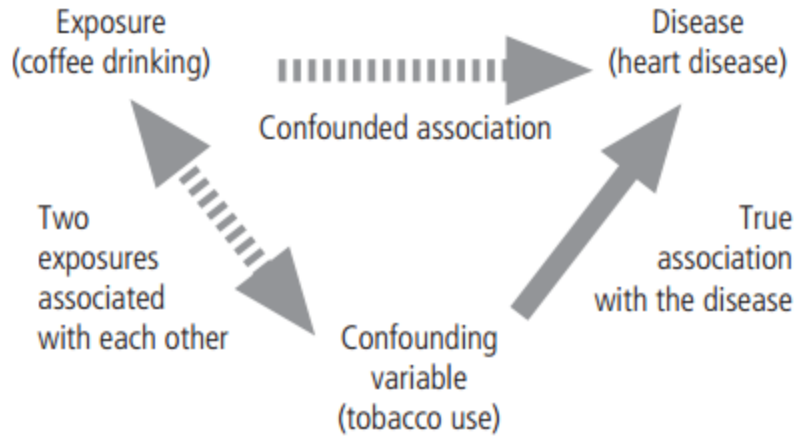 Exposure
(coffee drinking)
Disease
(heart disease)
Confounded association
Two
exposures
associated
with each other
True
association
with the disease
Confounding
variable
(tobacco use)